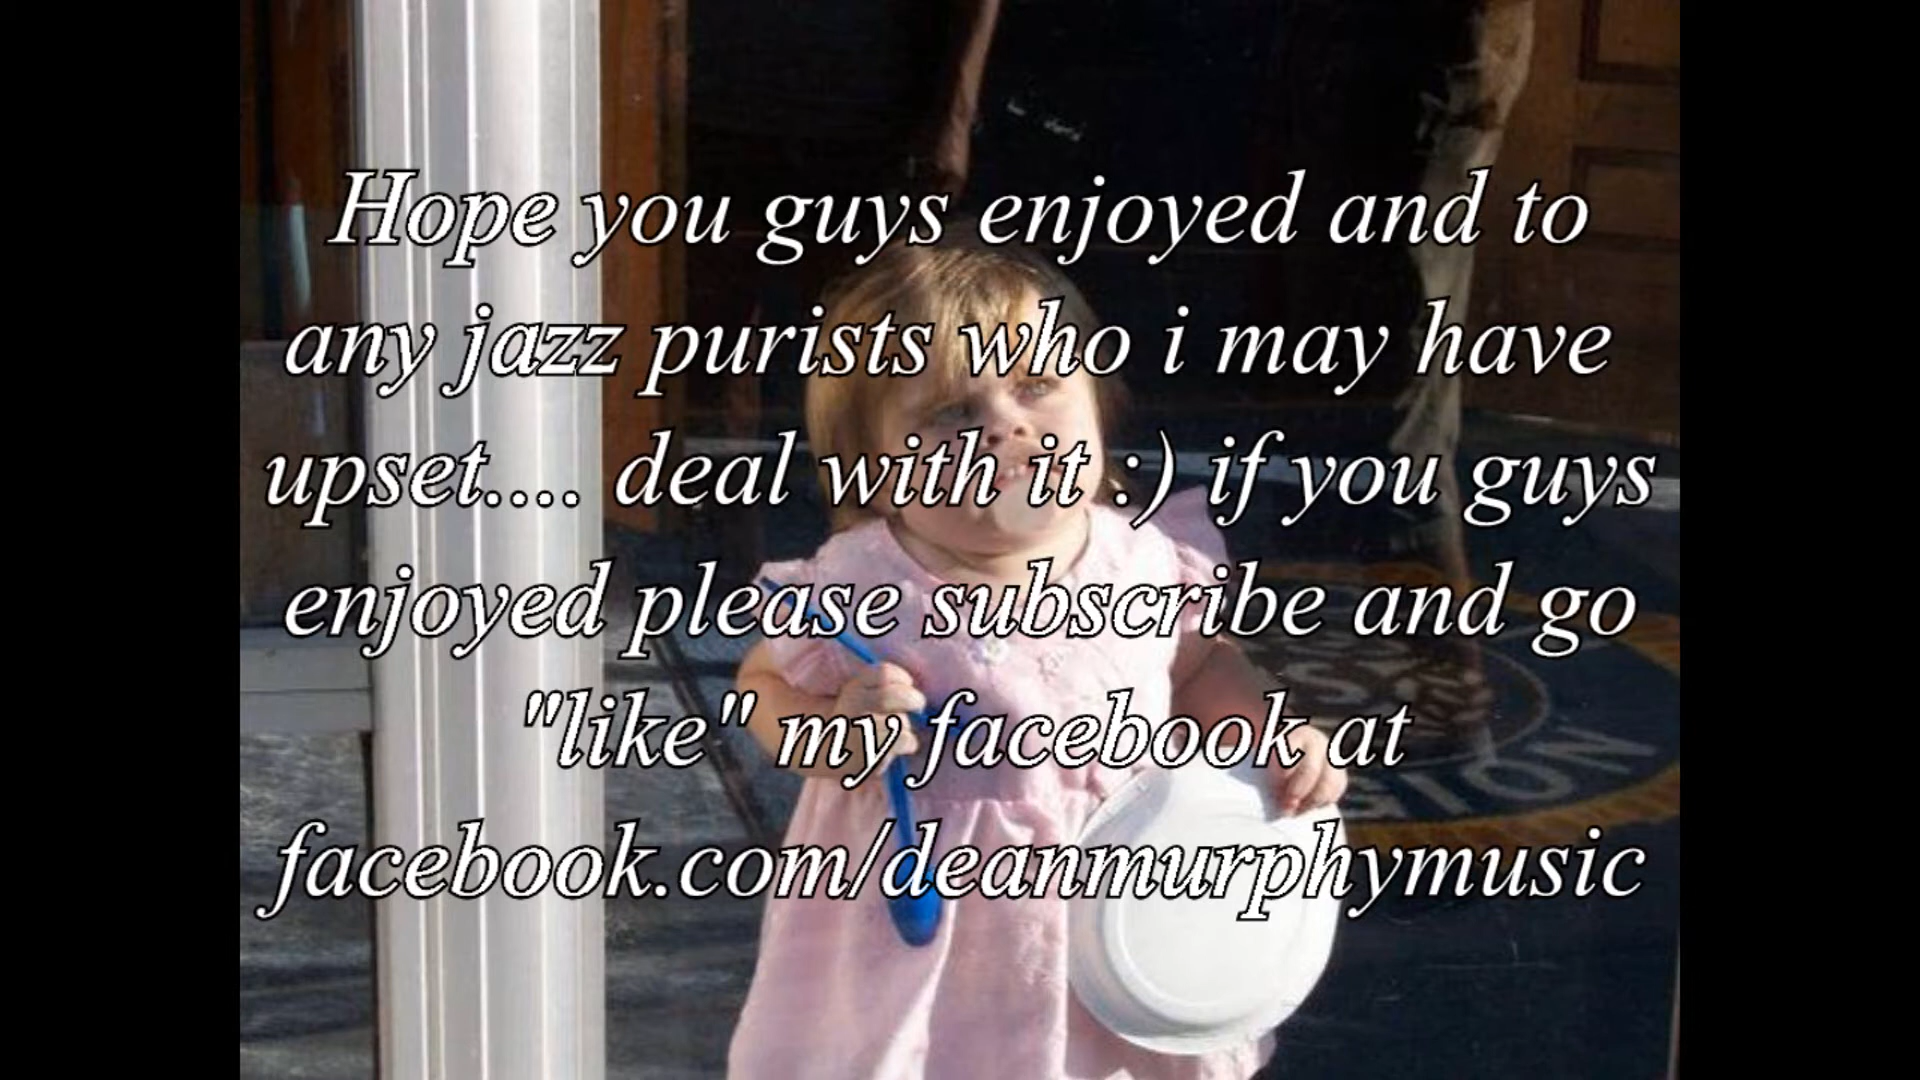 Hope you guys enjoyed and to
any jazz purists who i may have
upset.... deal with it :) if you guys
enjoyed please subscribe and go
"like" my facebook at
facebook.com/deanmurphymusic